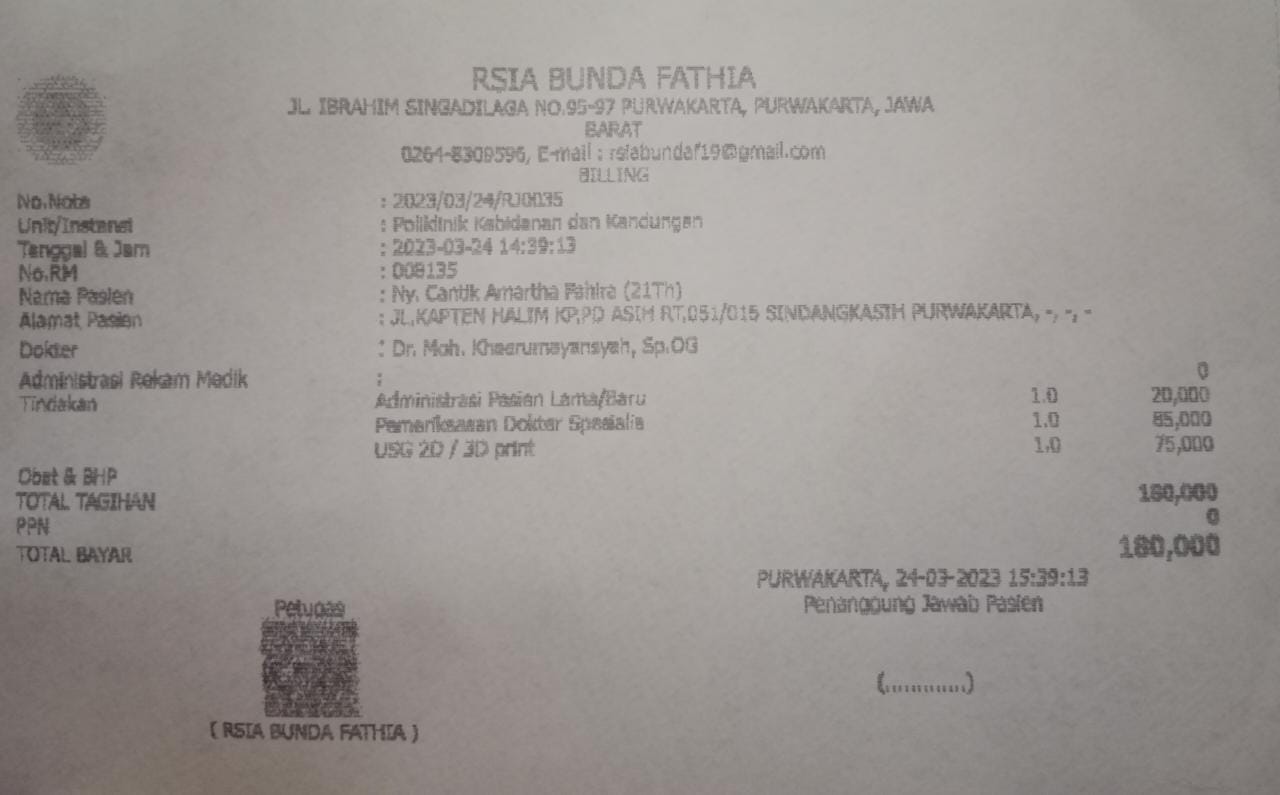 RSIA BUNDA FATHIA
JL. IBRAHIM SINGADILAGA NO.95-97 PURWAKARTA, PURWAKARTA, JAWA
BARAT
0264-8309596, E-mail : rsiabundaf19@gmail.com
BILLING
No.Nota : 2023/03/24/RJ0035
Unit/Instansi : Poliklinik Kebidanan dan Kandungan
Tanggal & Jam : 2023-03-24 14:39:13
No.RM : 008135
Nama Pasien : Ny. Cantik Amartha Fahira (21Th)
Alamat Pasien : JL.KAPTEN HALIM KP.PD ASIH RT.051/015 SINDANGKASIH PURWAKARTA, -, -, -
Dokter : Dr. Moh. Khaerumayansyah, Sp.OG
Administrasi Rekam Medik : 0
Tindakan Administrasi Pasien Lama/Baru 1.0 20,000
Pemeriksaan Dokter Spesialis 1.0 85,000
USG 2D / 3D print 1.0 75,000
Obat & BHP
TOTAL TAGIHAN 180,000
PPN 0
TOTAL BAYAR 180,000
PURWAKARTA, 24-03-2023 15:39:13
Petugas Penanggung Jawab Pasien
(............)
( RSIA BUNDA FATHIA )